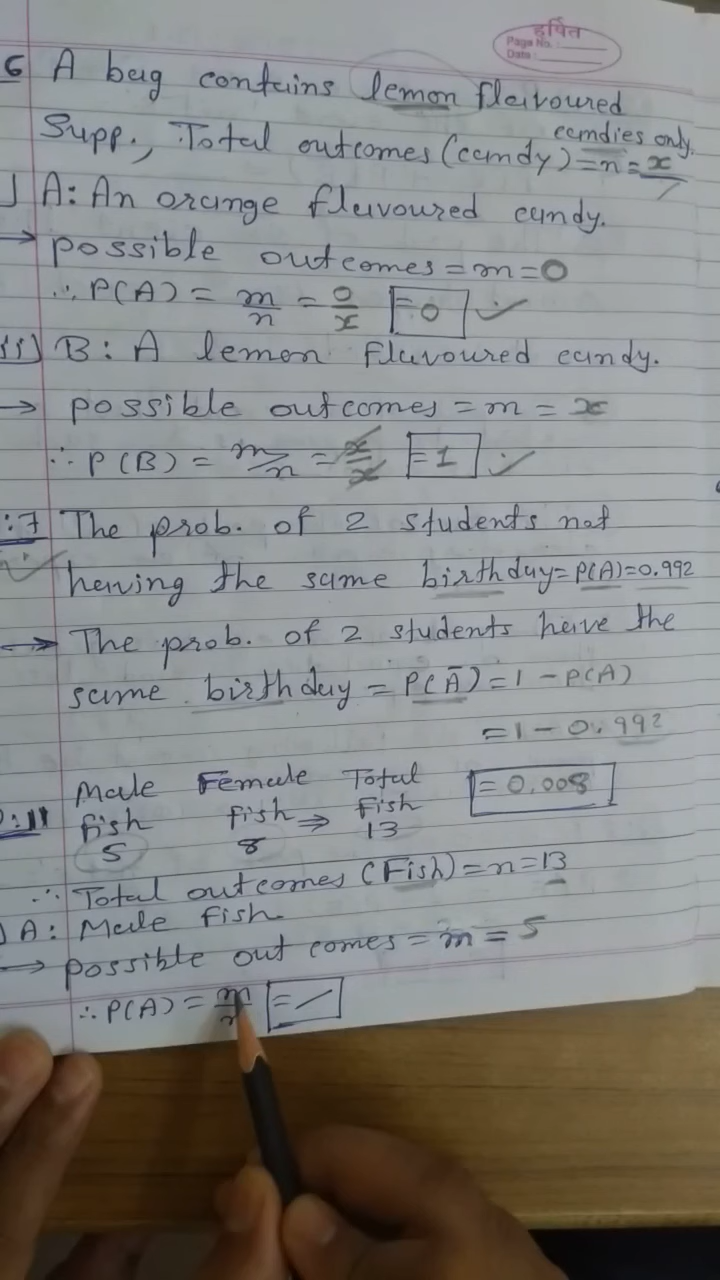 हर्षित
Page No. :
Date :
6 A bag contains lemon flavoured
candies only.
Supp., Total outcomes (candy) = n = x
) A: An orange flavoured candy.
→ possible outcomes = m = 0
∴ P(A) = m/n = 0/x = 0 ✓
ii) B : A lemon flavoured candy.
→ possible outcomes = m = x
∴ P(B) = m/n = x/x = 1 ✓
:7 The prob. of 2 students not
having the same birthday = P(A) = 0.992
→ The prob. of 2 students have the
same birthday = P(Ā) = 1 - P(A)
= 1 - 0.992
= 0.008
:11 Male Female Total
fish fish ⇒ fish
5 8 13
∴ Total outcomes (Fish) = n = 13
) A : Male fish
→ possible out comes = m = 5
∴ P(A) = m/n =